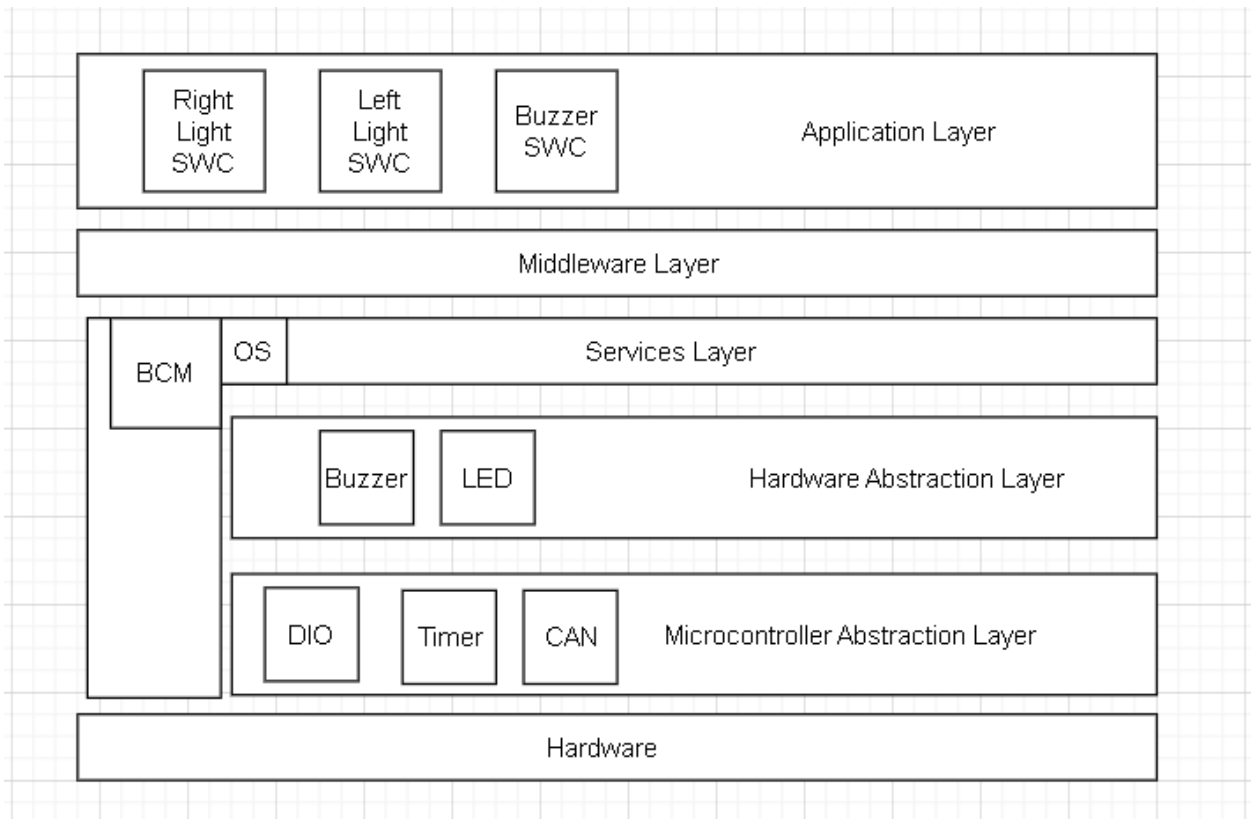 Right
Light
SWC
Left
Light
SWC
Buzzer
SWC
Application Layer
Middleware Layer
BCM
OS
Services Layer
Buzzer
LED
Hardware Abstraction Layer
DIO
Timer
CAN
Microcontroller Abstraction Layer
Hardware